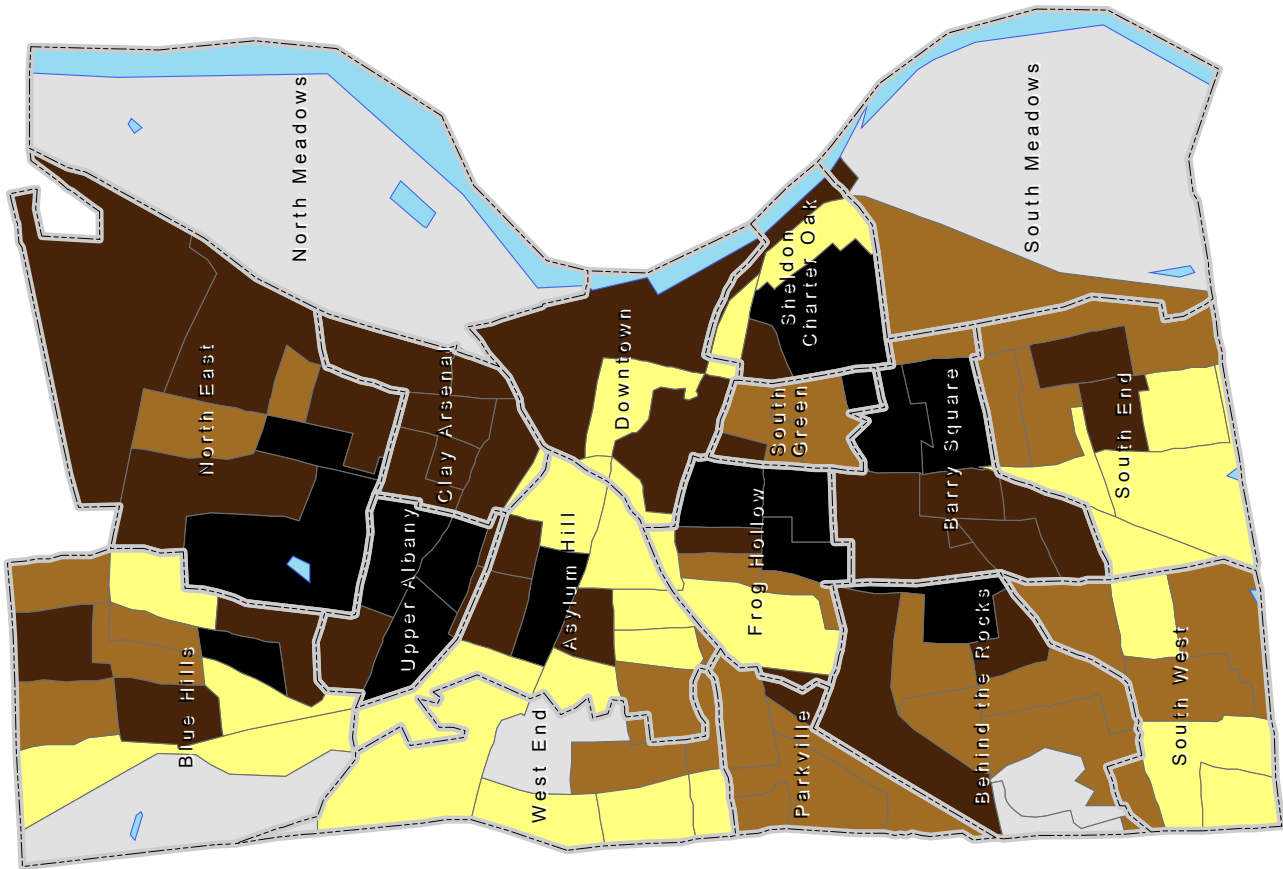 North Meadows
South Meadows
Sheldon
Charter Oak
North East
Clay Arsenal
Downtown
South
Green
Barry Square
South End
Upper Albany
Asylum Hill
Frog Hollow
Blue Hills
West End
Parkville
Behind the Rocks
South West